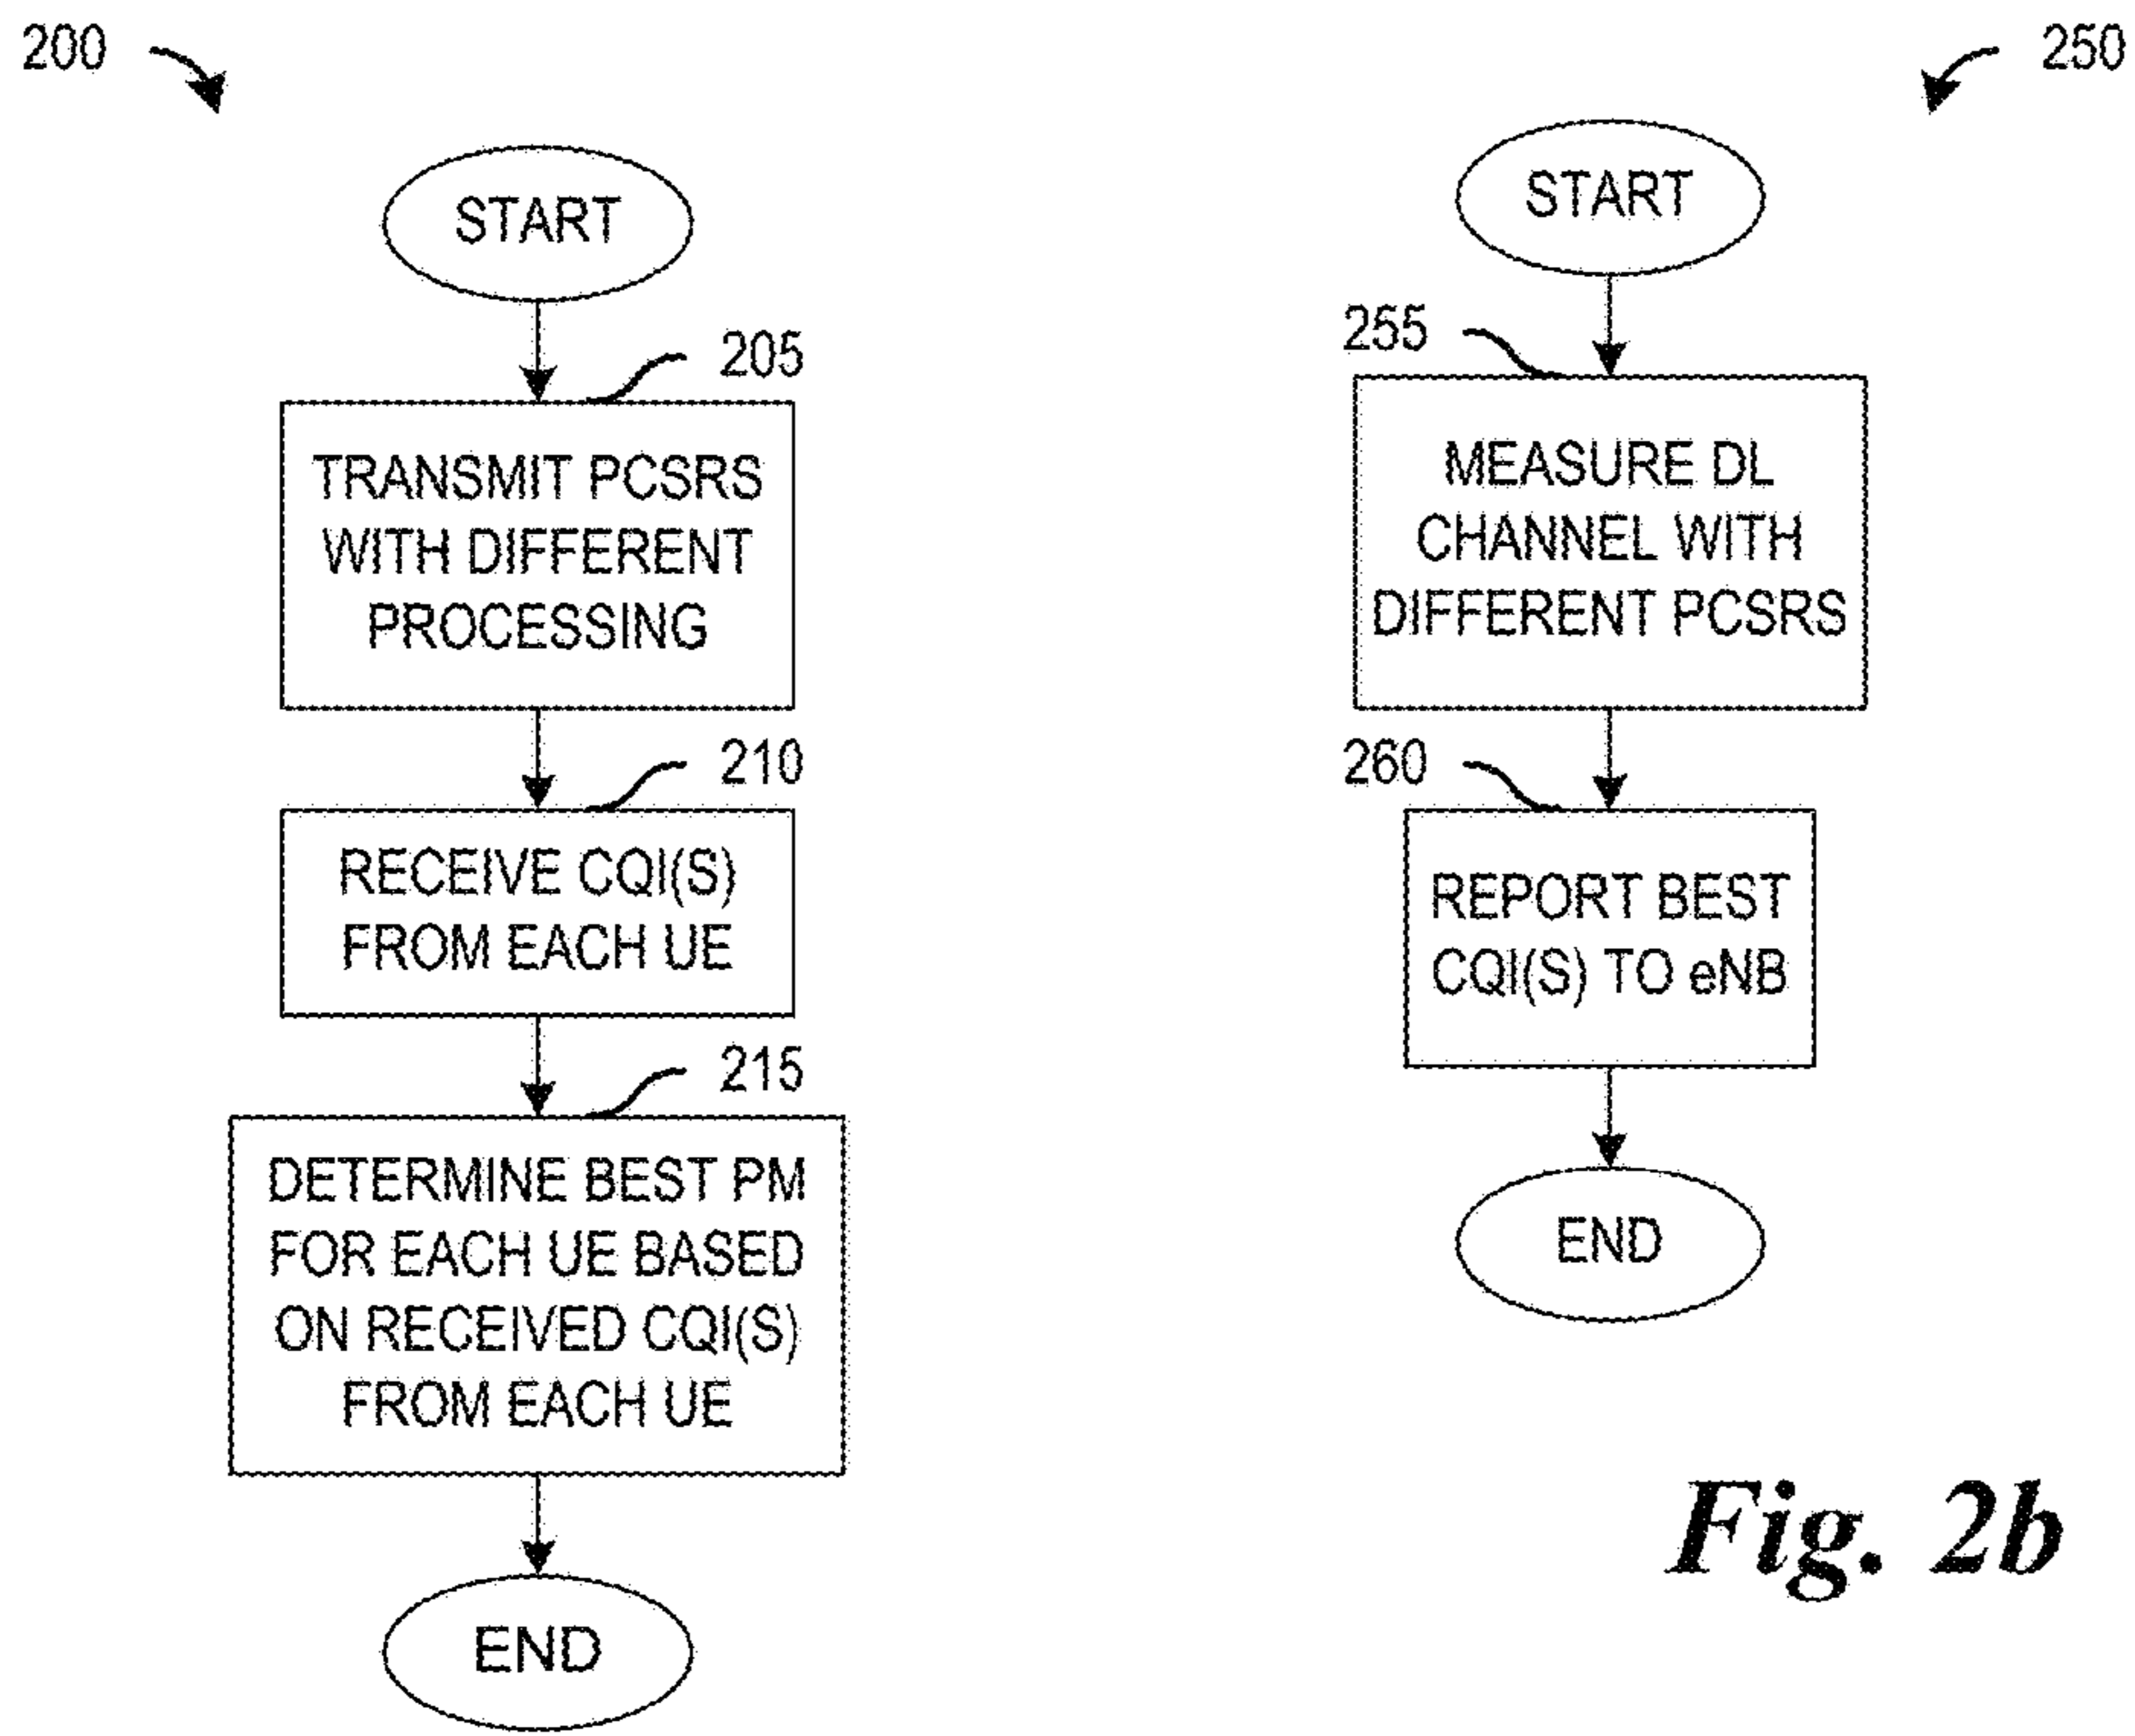 200
START
205
TRANSMIT PCSRS
WITH DIFFERENT
PROCESSING
210
RECEIVE CQI(S)
FROM EACH UE
215
DETERMINE BEST PM
FOR EACH UE BASED
ON RECEIVED CQI(S)
FROM EACH UE
END
250
START
255
MEASURE DL
CHANNEL WITH
DIFFERENT PCSRS
260
REPORT BEST
CQI(S) TO eNB
END
Fig. 2b